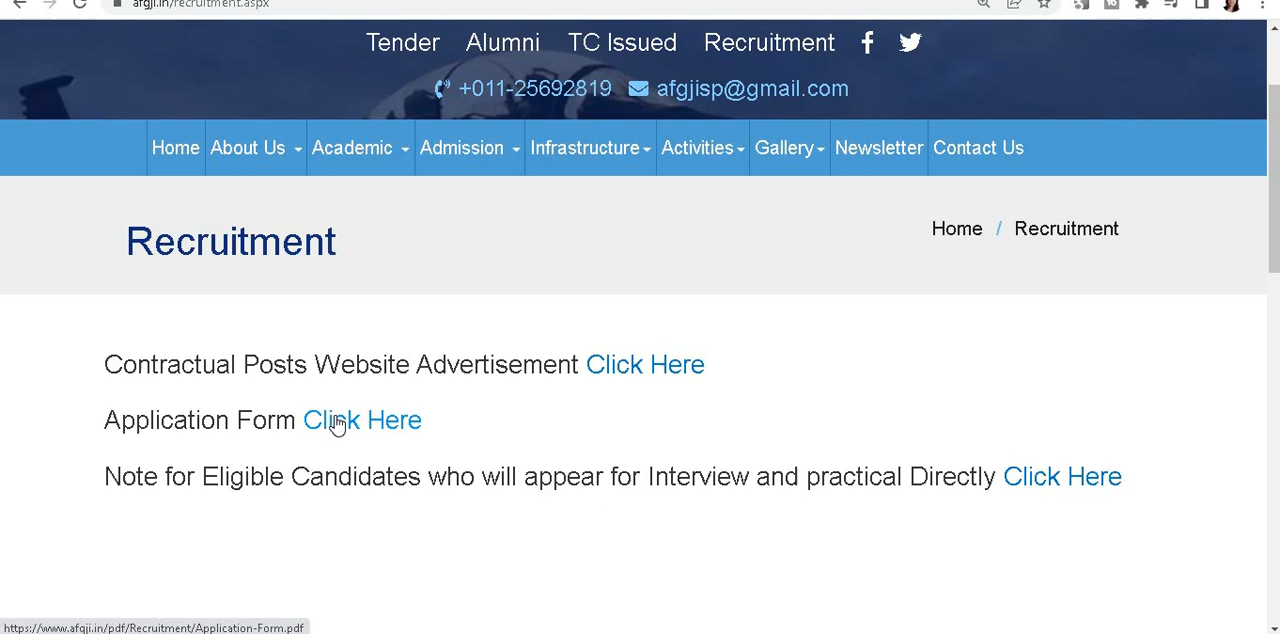 afgji.in/recruitment.aspx
Tender Alumni TC Issued Recruitment
+011-25692819 afgjisp@gmail.com
Home About Us Academic Admission Infrastructure Activities Gallery Newsletter Contact Us
Recruitment
Home / Recruitment
Contractual Posts Website Advertisement Click Here
Application Form Click Here
Note for Eligible Candidates who will appear for Interview and practical Directly Click Here
https://www.afgji.in/pdf/Recruitment/Application-Form.pdf